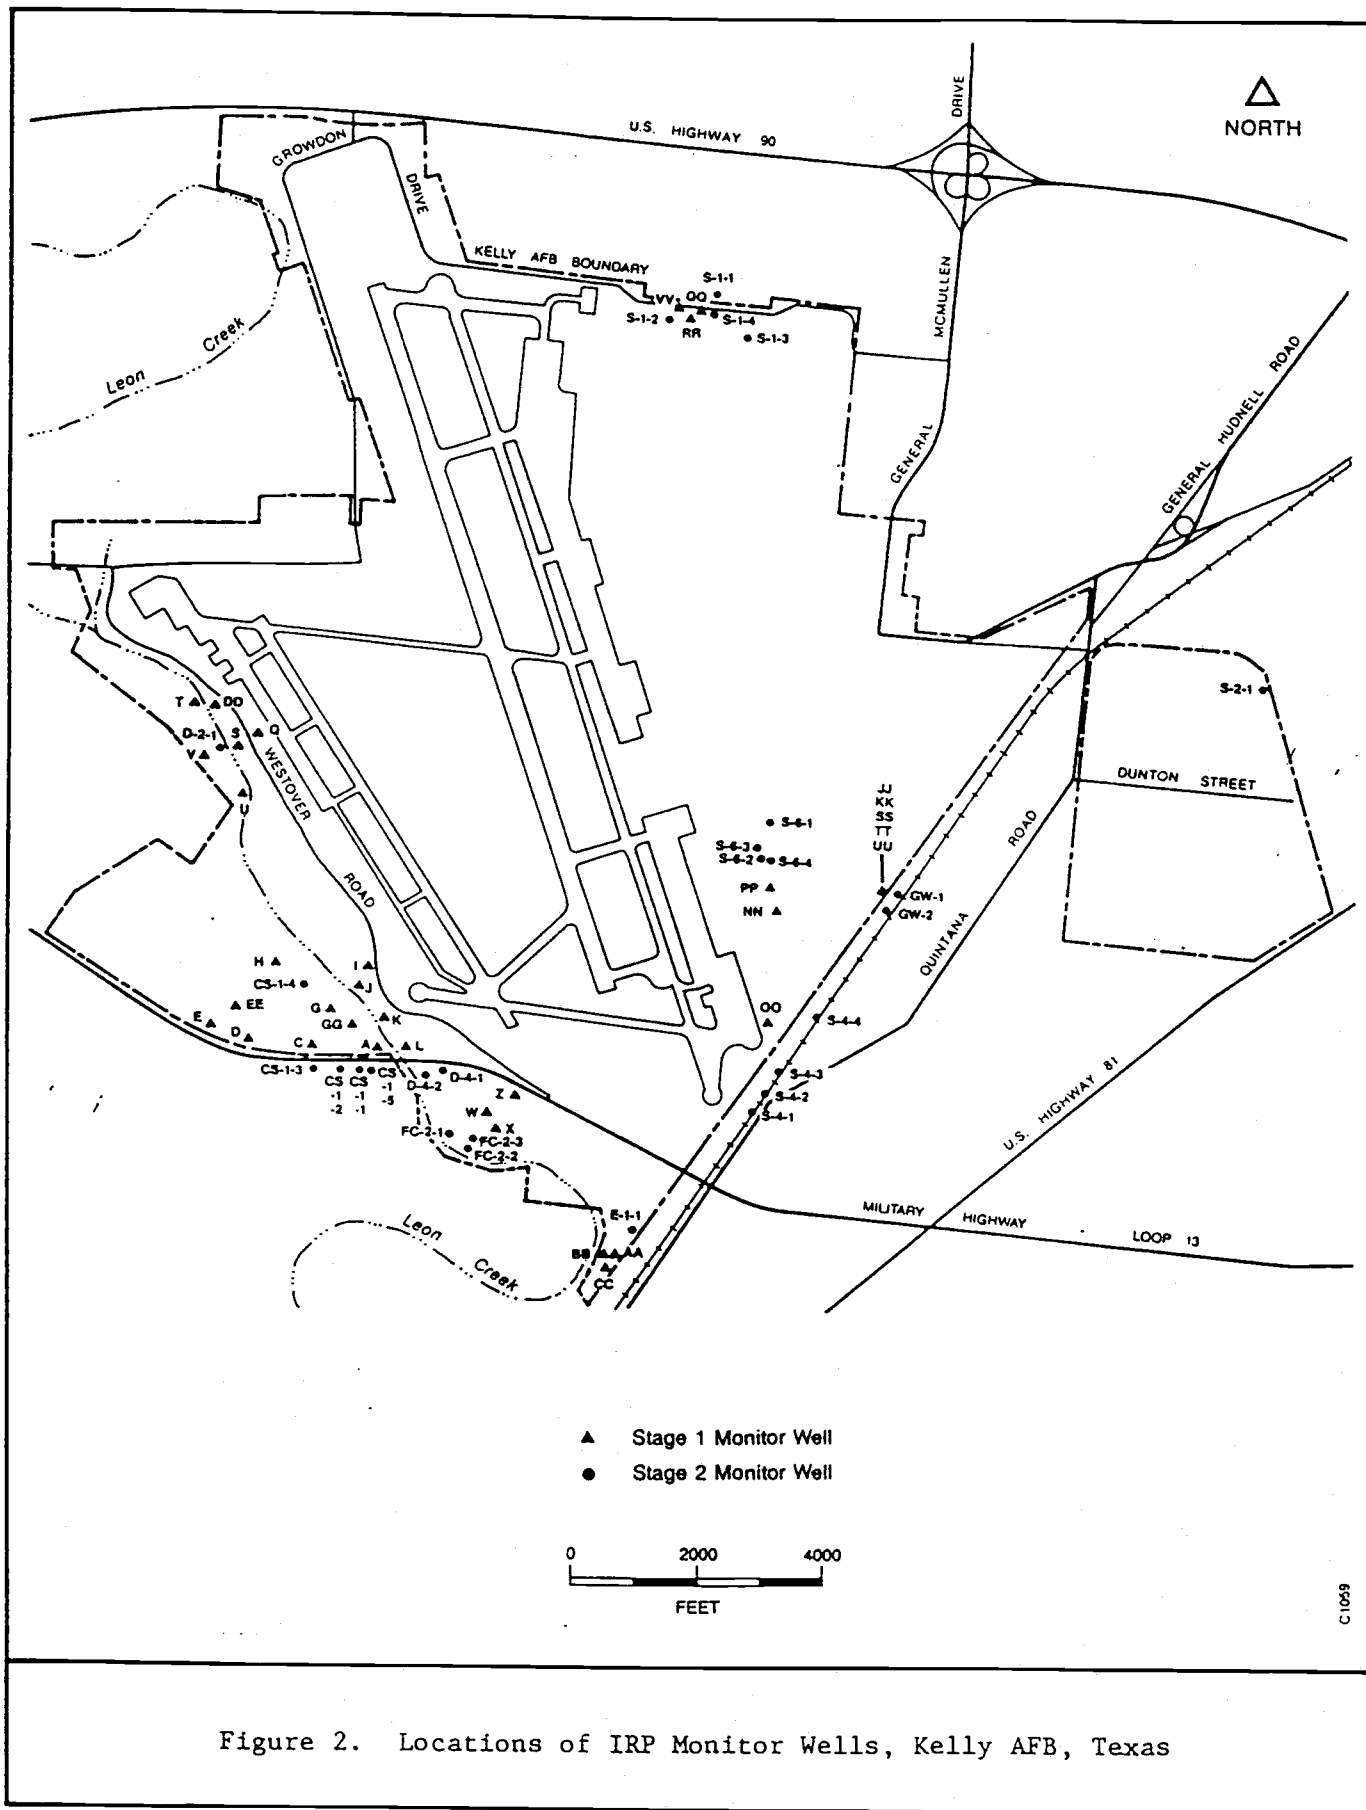 DRIVE
NORTH
U.S. HIGHWAY 90
GROWDON
DRIVE
KELLY AFB BOUNDARY
MCMULLEN
GENERAL
S-1-1
VV
QQ
S-1-2
S-1-4
RR
S-1-3
Leon Creek
GENERAL HUDNELL ROAD
S-2-1
T
DD
D-2-1
S
Q
V
U
WESTOVER
ROAD
DUNTON STREET
JJ
KK
SS
TT
UU
S-6-1
S-6-3
S-6-2
S-6-4
PP
NN
GW-1
GW-2
QUINTANA
ROAD
H
I
CS-1-4
J
EE
G
GG
K
E
D
C
A
L
OO
S-4-4
CS-1-3
CS
-1
-2
CS
-1
-1
CS
-1
-5
D-4-2
D-4-1
S-4-3
S-4-2
S-4-1
Z
W
X
FC-2-1
FC-2-3
FC-2-2
U.S. HIGHWAY 81
MILITARY HIGHWAY LOOP 13
E-1-1
BB
AA
CC
Leon Creek
▲ Stage 1 Monitor Well
● Stage 2 Monitor Well
0 2000 4000
FEET
C1059
Figure 2. Locations of IRP Monitor Wells, Kelly AFB, Texas